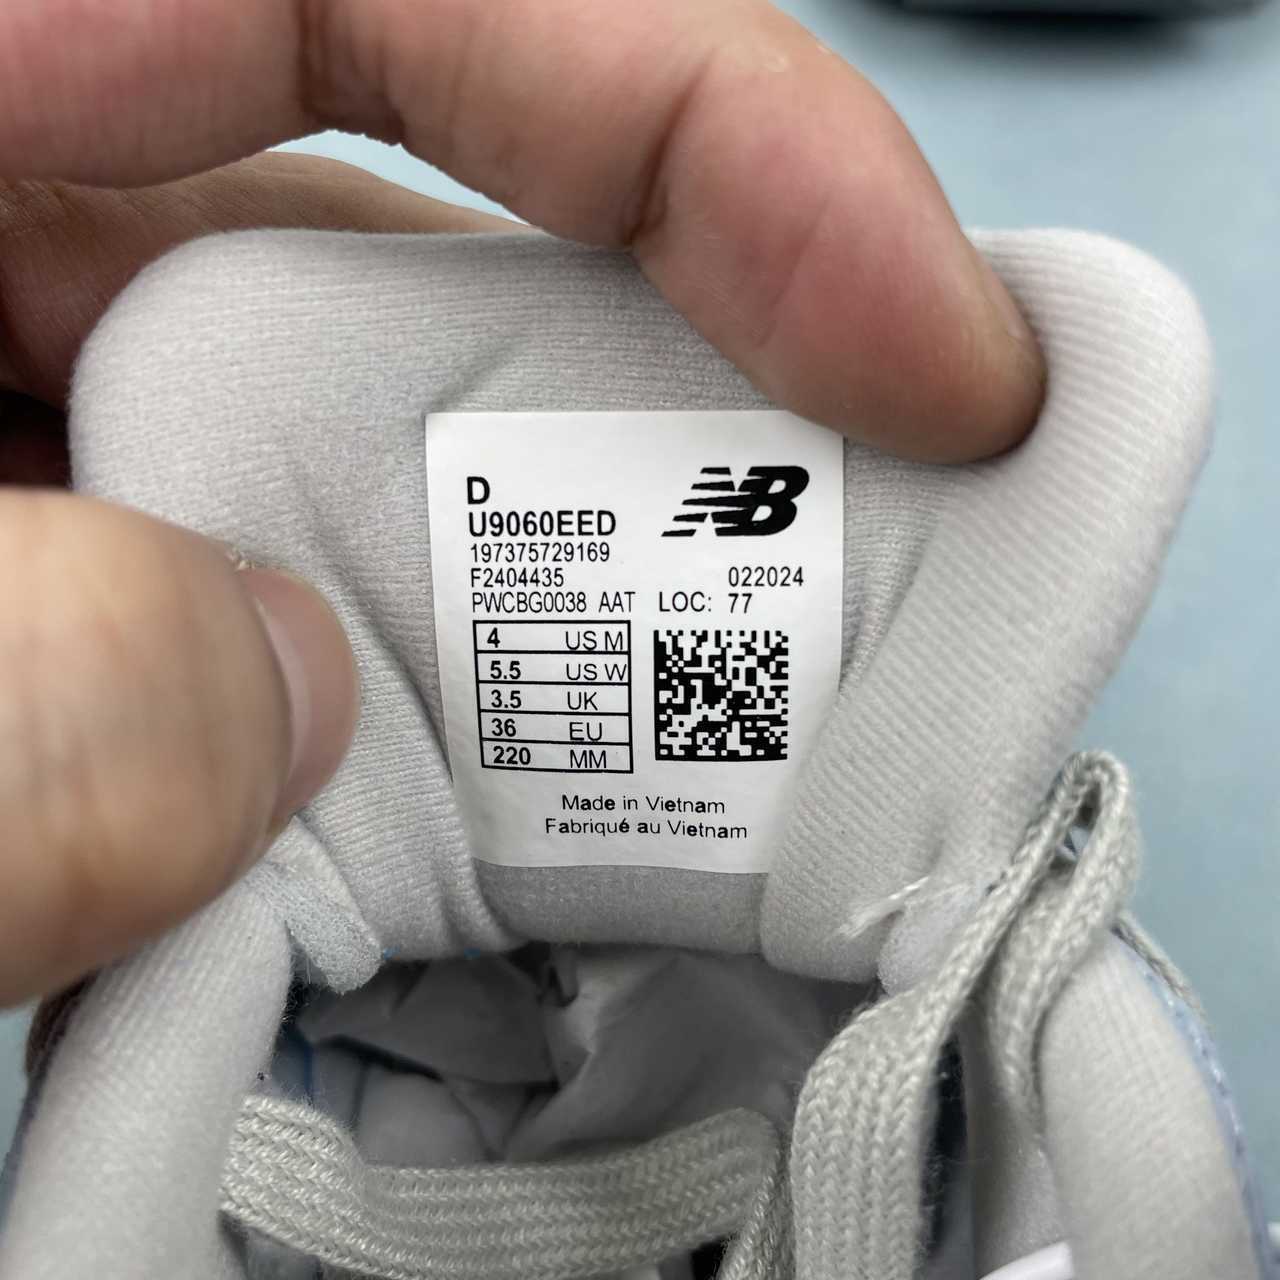 D
NB
U9060EED
197375729169
F2404435 022024
PWCBG0038 AAT LOC: 77
4 US M
5.5 US W
3.5 UK
36 EU
220 MM
Made in Vietnam
Fabriqué au Vietnam